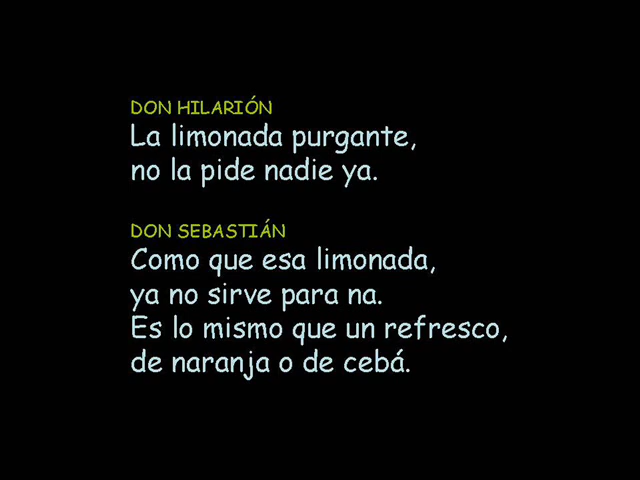 DON HILARIÓN
La limonada purgante,
no la pide nadie ya.
DON SEBASTIÁN
Como que esa limonada,
ya no sirve para na.
Es lo mismo que un refresco,
de naranja o de cebá.